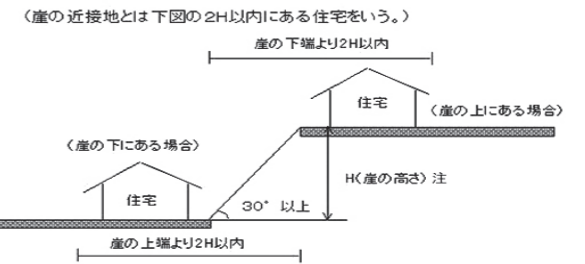 （崖の近接地とは下図の２Ｈ以内にある住宅をいう。）
崖の下端より２Ｈ以内
住宅
（崖の上にある場合）
（崖の下にある場合）
Ｈ（崖の高さ）注
住宅
３０° 以上
崖の上端より２Ｈ以内